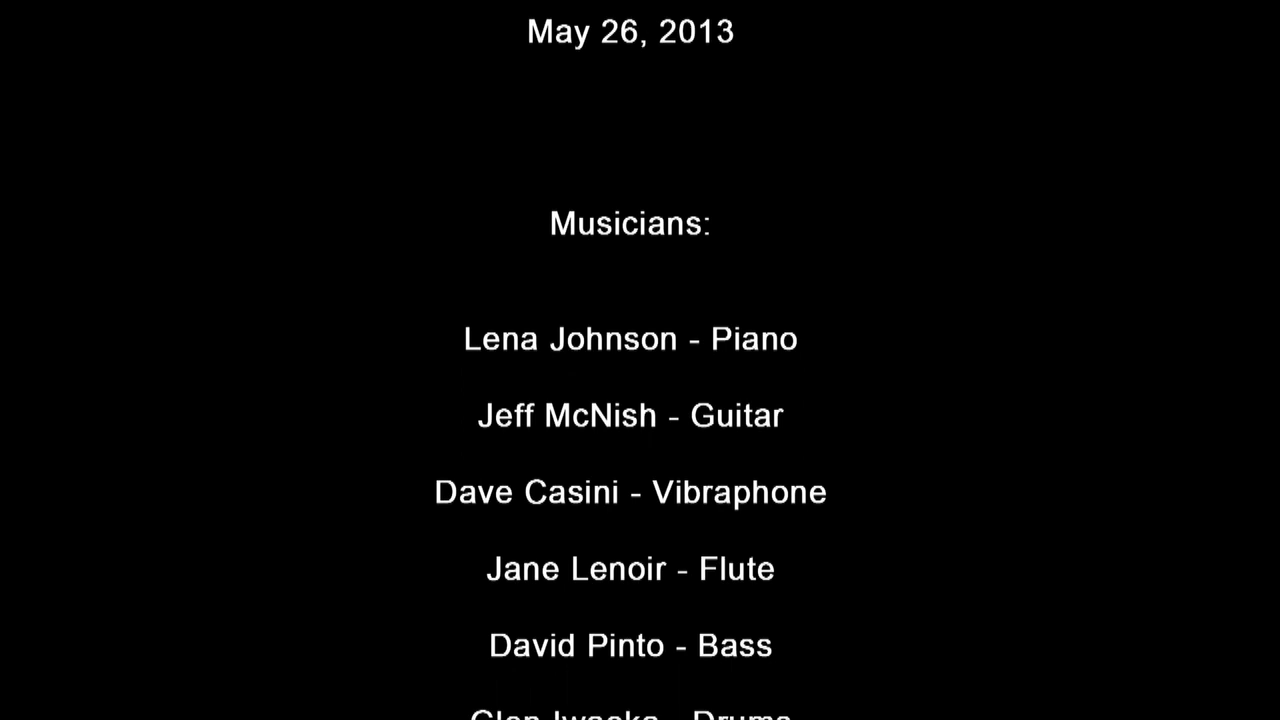 May 26, 2013
Musicians:
Lena Johnson - Piano
Jeff McNish - Guitar
Dave Casini - Vibraphone
Jane Lenoir - Flute
David Pinto - Bass
- Drums